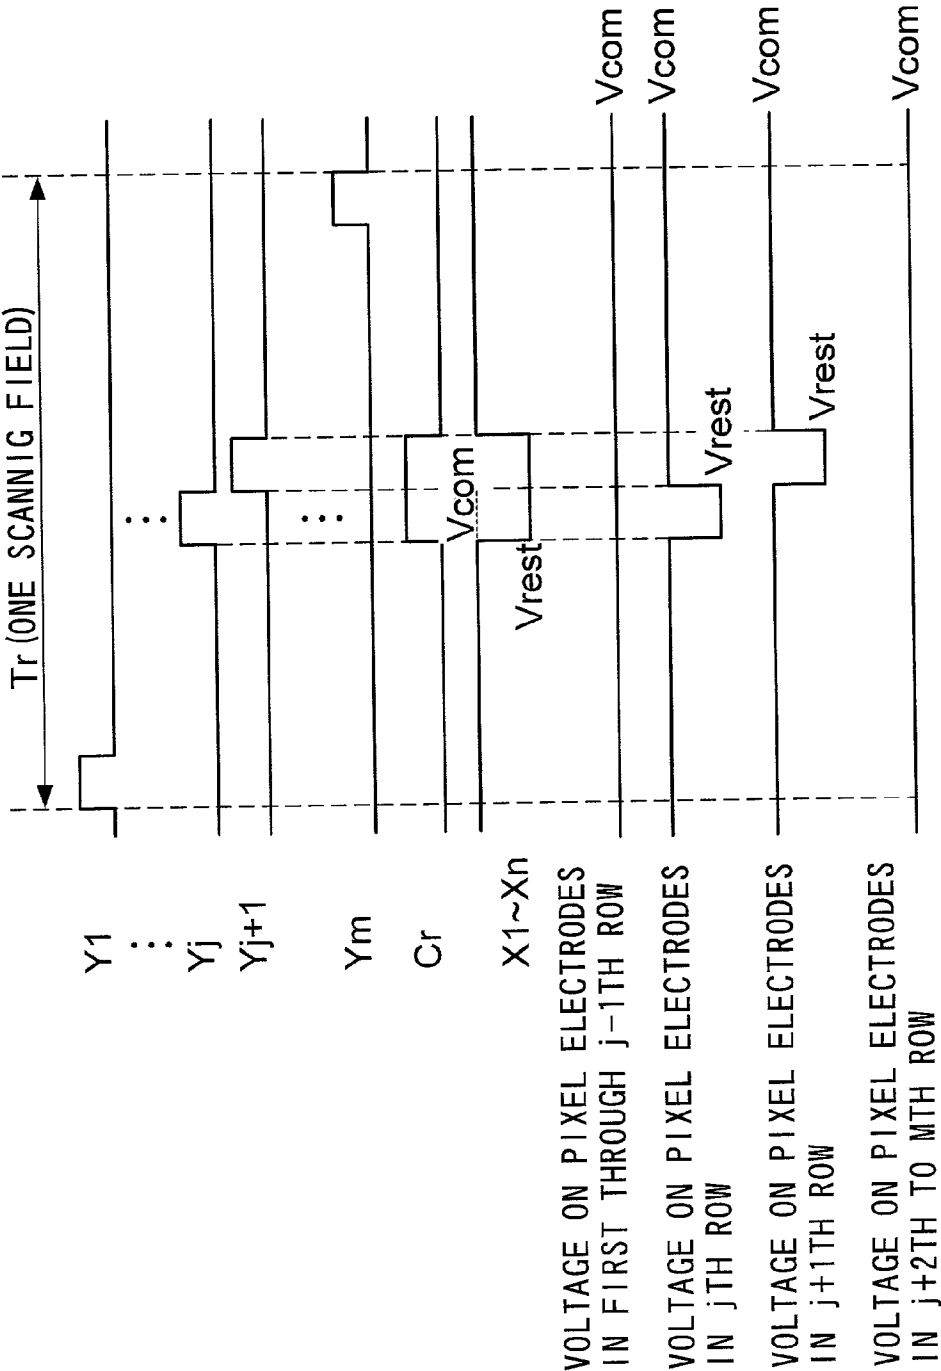 Tr(ONE SCANNIG FIELD)
Y1
⋮
Yj
Yj+1
Ym
Cr
X1~Xn
Vcom
Vrest
VOLTAGE ON PIXEL ELECTRODES
IN FIRST THROUGH j-1TH ROW
Vcom
VOLTAGE ON PIXEL ELECTRODES
IN jTH ROW
Vrest
Vcom
VOLTAGE ON PIXEL ELECTRODES
IN j+1TH ROW
Vrest
Vcom
VOLTAGE ON PIXEL ELECTRODES
IN j+2TH TO MTH ROW
Vcom